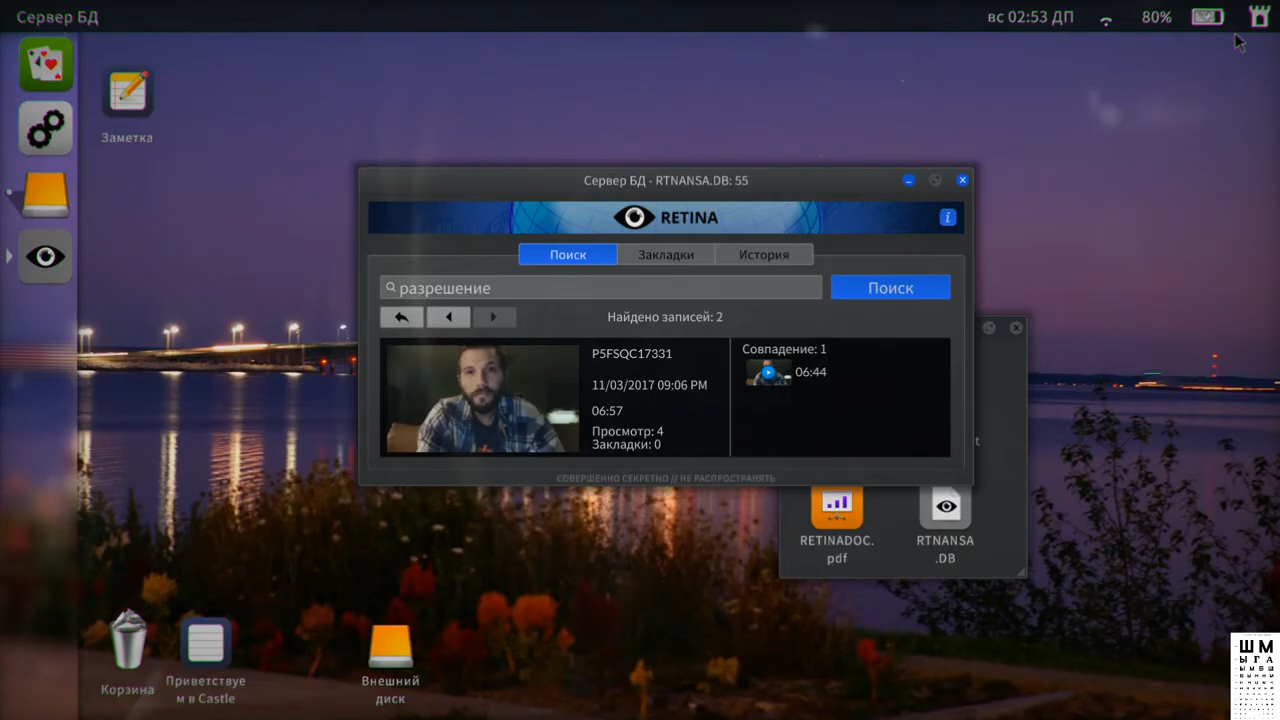 Сервер БД
вс 02:53 ДП
80%
Заметка
Сервер БД - RTNANSA.DB: 55
RETINA
i
Поиск
Закладки
История
разрешение
Поиск
Найдено записей: 2
P5FSQC17331
11/03/2017 09:06 PM
06:57
Просмотр: 4
Закладки: 0
Совпадение: 1
06:44
СОВЕРШЕННО СЕКРЕТНО // НЕ РАСПРОСТРАНЯТЬ
t
RETINADOC.
pdf
RTNANSA
.DB
Корзина
Приветствуе
м в Castle
Внешний
диск
Ш М
Ы Г А